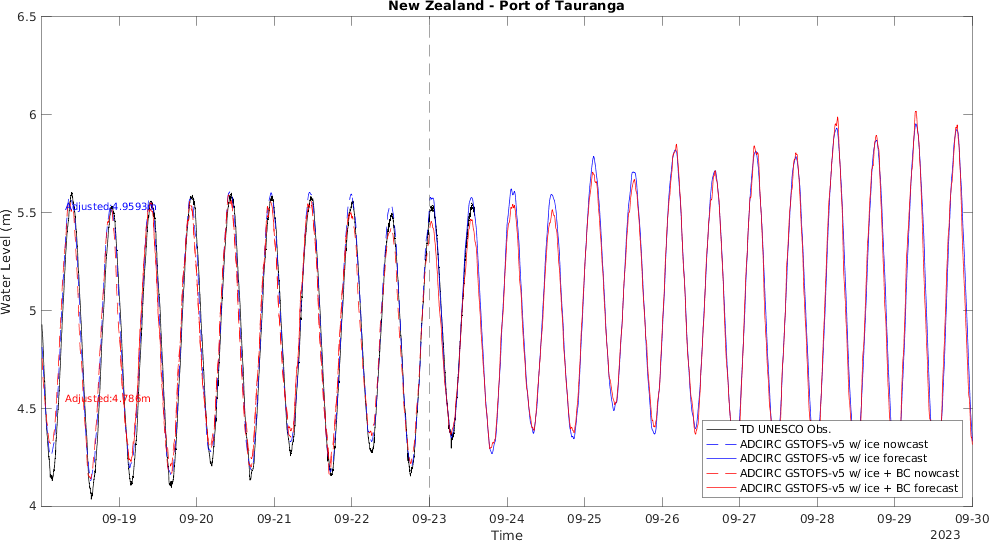 New Zealand - Port of Tauranga
6.5
6
5.5
5
4.5
4
Water Level (m)
Adjusted:4.9593m
Adjusted:4.786m
TD UNESCO Obs.
ADCIRC GSTOFS-v5 w/ ice nowcast
ADCIRC GSTOFS-v5 w/ ice forecast
ADCIRC GSTOFS-v5 w/ ice + BC nowcast
ADCIRC GSTOFS-v5 w/ ice + BC forecast
09-19 09-20 09-21 09-22 09-23 09-24 09-25 09-26 09-27 09-28 09-29 09-30
Time
2023